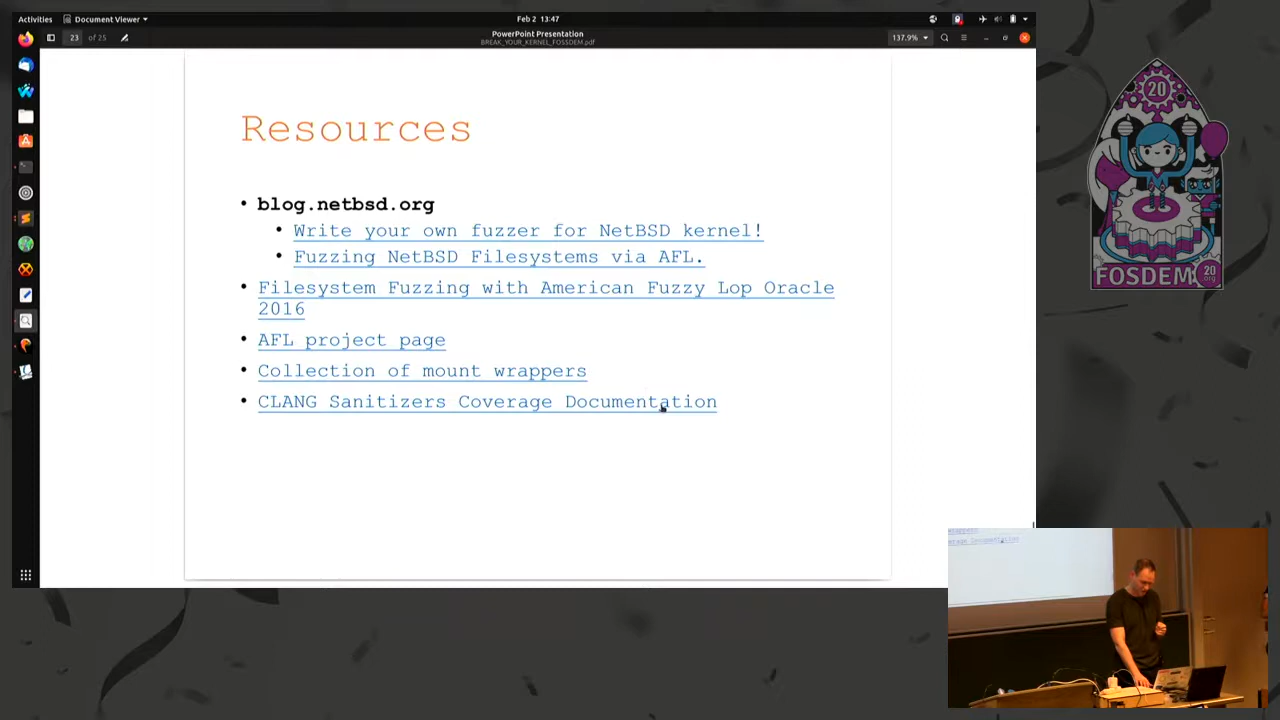 Activities
Document Viewer
Feb 2 13:47
23
of 25
PowerPoint Presentation
BREAK_YOUR_KERNEL_FOSSDEM.pdf
137.9%
Resources
• blog.netbsd.org
• Write your own fuzzer for NetBSD kernel!
• Fuzzing NetBSD Filesystems via AFL.
• Filesystem Fuzzing with American Fuzzy Lop Oracle
2016
• AFL project page
• Collection of mount wrappers
• CLANG Sanitizers Coverage Documentation
20
FOSDEM
20
.org